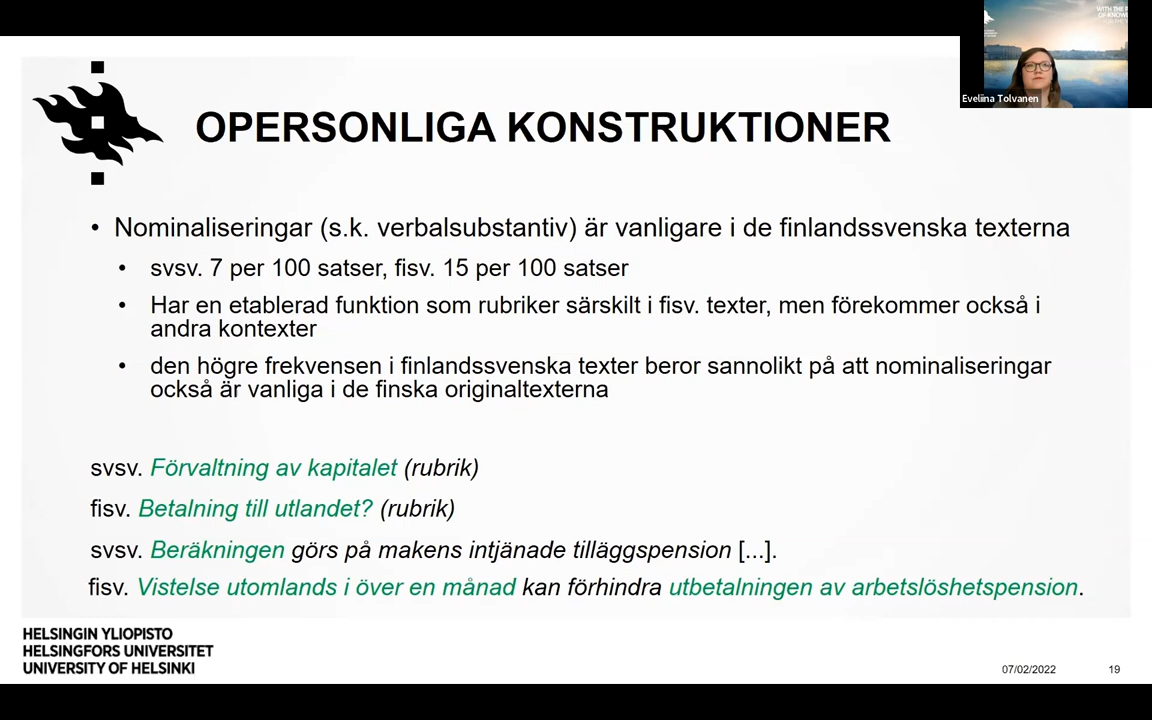 WITH THE P
OF KNOW
Eveliina Tolvanen
OPERSONLIGA KONSTRUKTIONER
• Nominaliseringar (s.k. verbalsubstantiv) är vanligare i de finlandssvenska texterna
• svsv. 7 per 100 satser, fisv. 15 per 100 satser
• Har en etablerad funktion som rubriker särskilt i fisv. texter, men förekommer också i
andra kontexter
• den högre frekvensen i finlandssvenska texter beror sannolikt på att nominaliseringar
också är vanliga i de finska originaltexterna
svsv. Förvaltning av kapitalet (rubrik)
fisv. Betalning till utlandet? (rubrik)
svsv. Beräkningen görs på makens intjänade tilläggspension [...].
fisv. Vistelse utomlands i över en månad kan förhindra utbetalningen av arbetslöshetspension.
HELSINGIN YLIOPISTO
HELSINGFORS UNIVERSITET
UNIVERSITY OF HELSINKI
07/02/2022
19